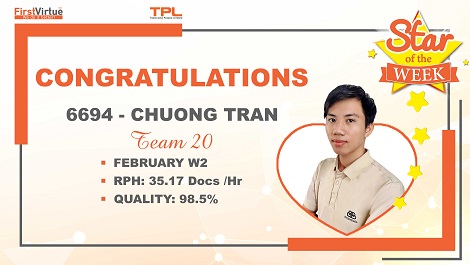 FirstVirtue
TPL
Star
of the
WEEK
CONGRATULATIONS
6694 - CHUONG TRAN
Team 20
FEBRUARY W2
RPH: 35.17 Docs /Hr
QUALITY: 98.5%